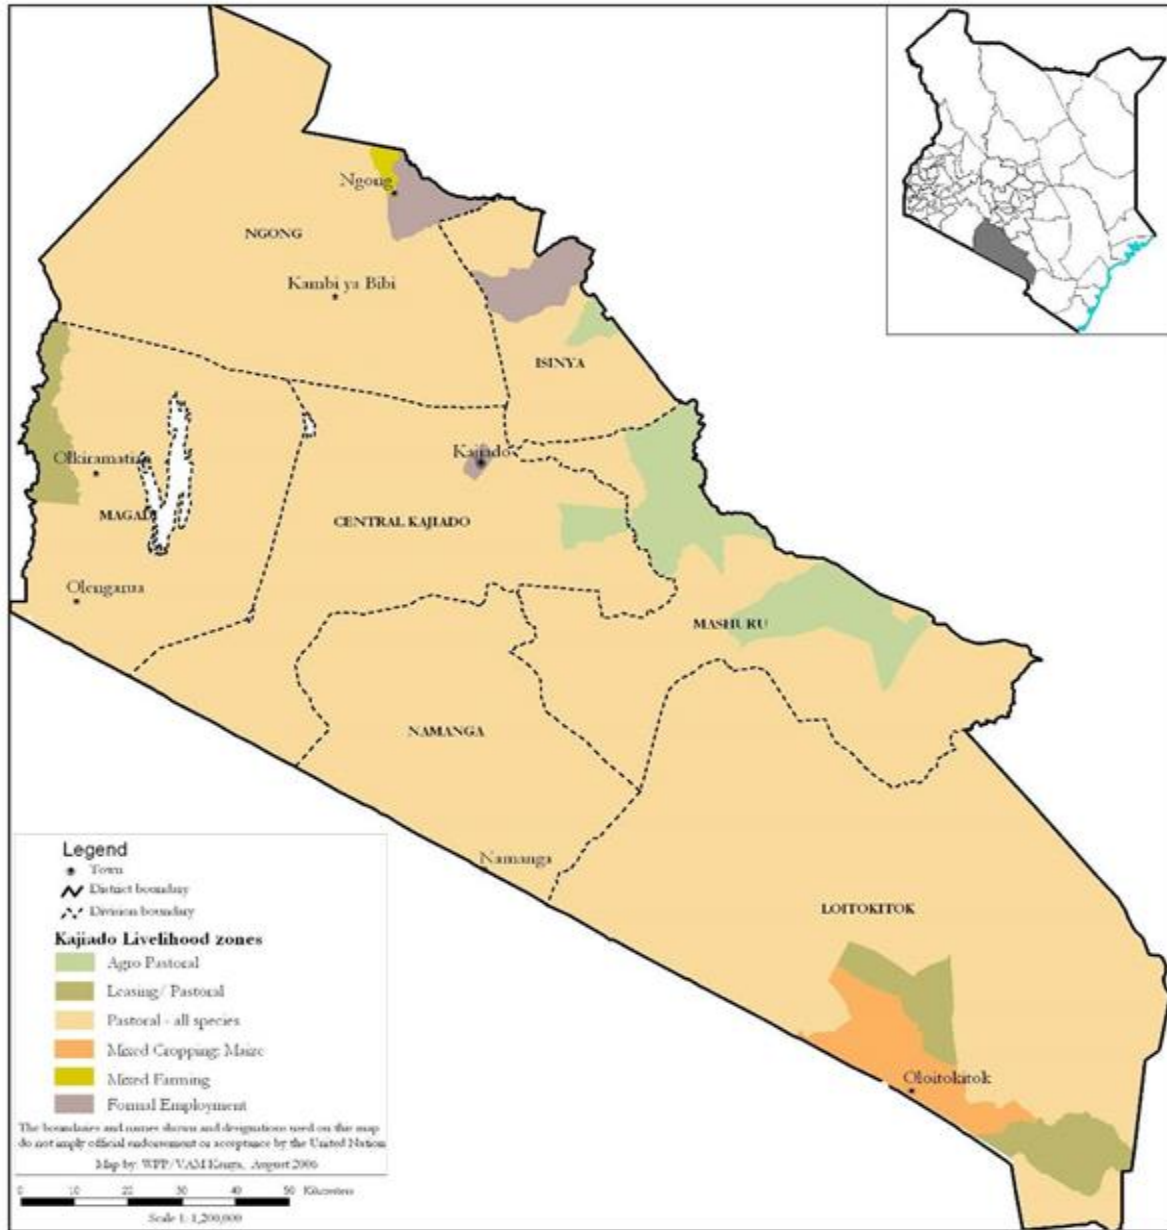 Ngong
NGONG
Kambi ya Bibi
ISINYA
Kajiado
Olkiramatian
MAGADI
CENTRAL KAJIADO
Olengarua
MASHURU
NAMANGA
Namanga
LOITOKITOK
Oloitokitok
Legend
Town
District boundary
Division boundary
Kajiado Livelihood zones
Agro Pastoral
Leasing/ Pastoral
Pastoral - all species
Mixed Cropping: Maize
Mixed Farming
Formal Employment
The boundaries and names shown and designations used on this map
do not imply official endorsement or acceptance by the United Nation
Map by: WFP/VAM Kenya, August 2006
0 10 20 30 40 50 Kilometers
Scale 1: 1,200,000